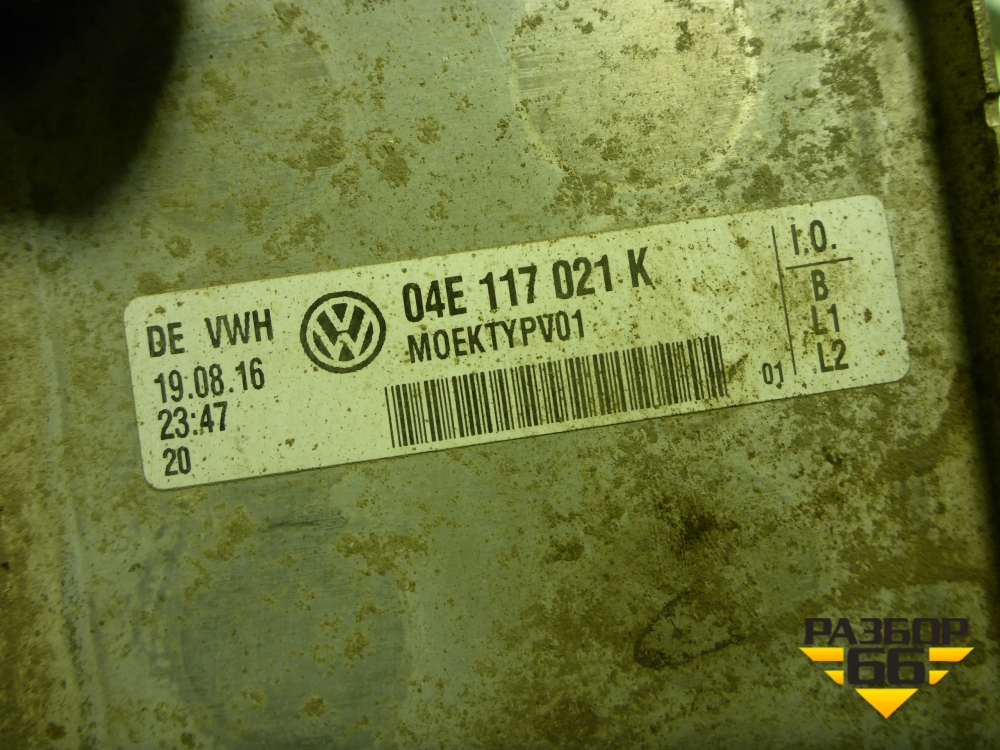 DE VWH
19.08.16
23:47
20
04E 117 021 K
MOEKTYPV01
01
I.O.
B
L1
L2
РАЗБОР
66